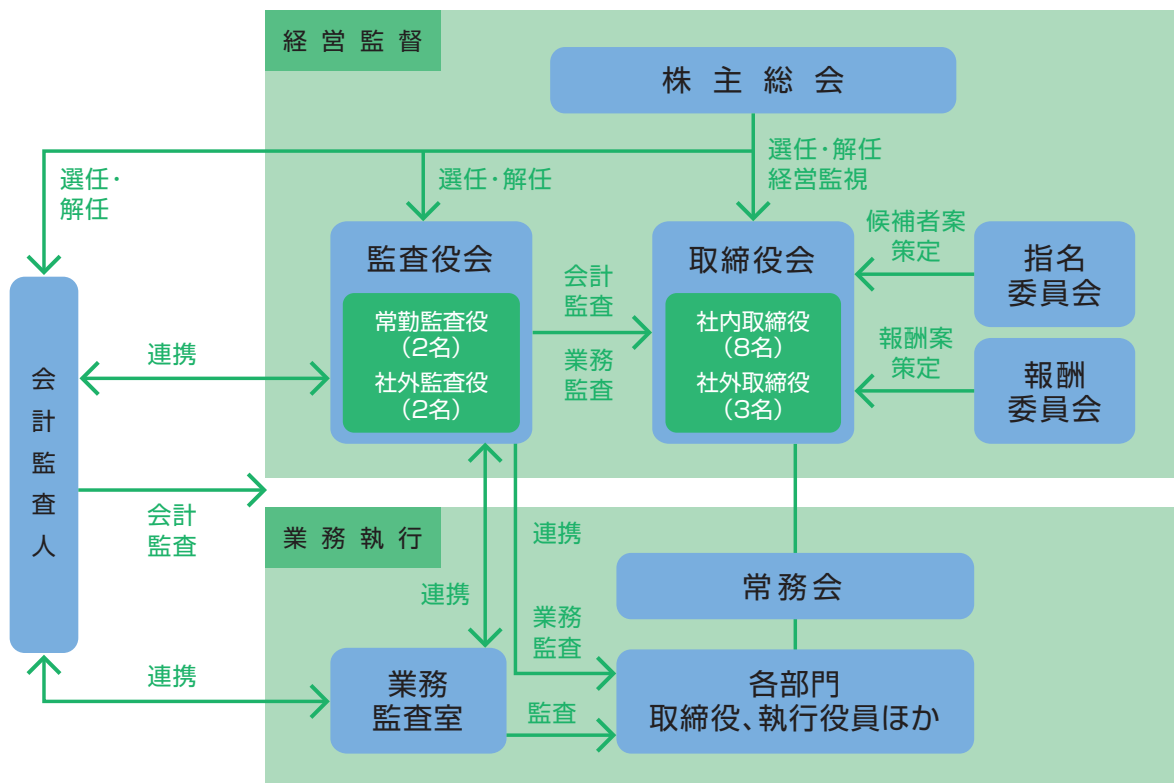 経営監督
株主総会
選任・
解任
選任・解任
選任・解任
経営監視
監査役会
常勤監査役
（2名）
社外監査役
（2名）
会計
監査
業務
監査
取締役会
社内取締役
（8名）
社外取締役
（3名）
候補者案
策定
指名
委員会
報酬案
策定
報酬
委員会
連携
会計監査人
会計
監査
業務執行
連携
連携
常務会
業務
監査
連携
業務
監査室
監査
各部門
取締役、執行役員ほか